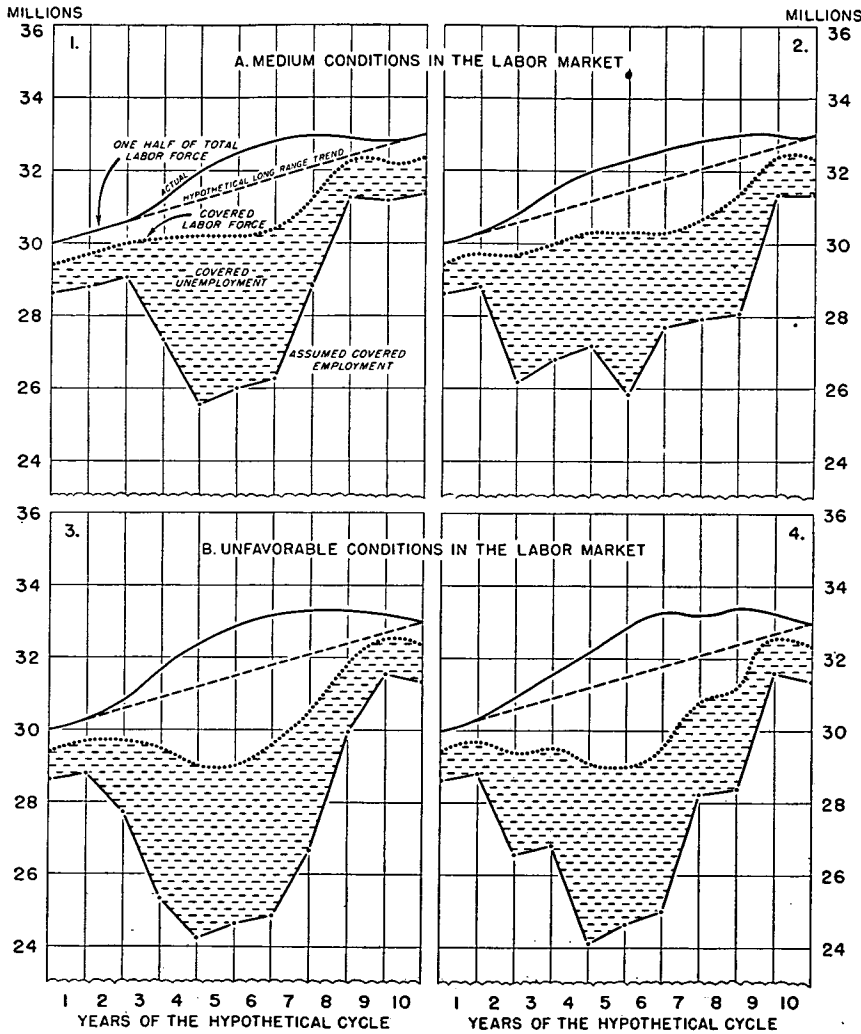 MILLIONS MILLIONS
36 36
1. 2.
A. MEDIUM CONDITIONS IN THE LABOR MARKET
34 34
ONE HALF OF TOTAL
LABOR FORCE
ACTUAL
HYPOTHETICAL LONG RANGE TREND
32 32
COVERED
LABOR FORCE
30 30
COVERED
UNEMPLOYMENT
28 28
ASSUMED COVERED
EMPLOYMENT
26 26
24 24
36 36
3. 4.
B. UNFAVORABLE CONDITIONS IN THE LABOR MARKET
34 34
32 32
30 30
28 28
26 26
24 24
1 2 3 4 5 6 7 8 9 10 1 2 3 4 5 6 7 8 9 10
YEARS OF THE HYPOTHETICAL CYCLE YEARS OF THE HYPOTHETICAL CYCLE